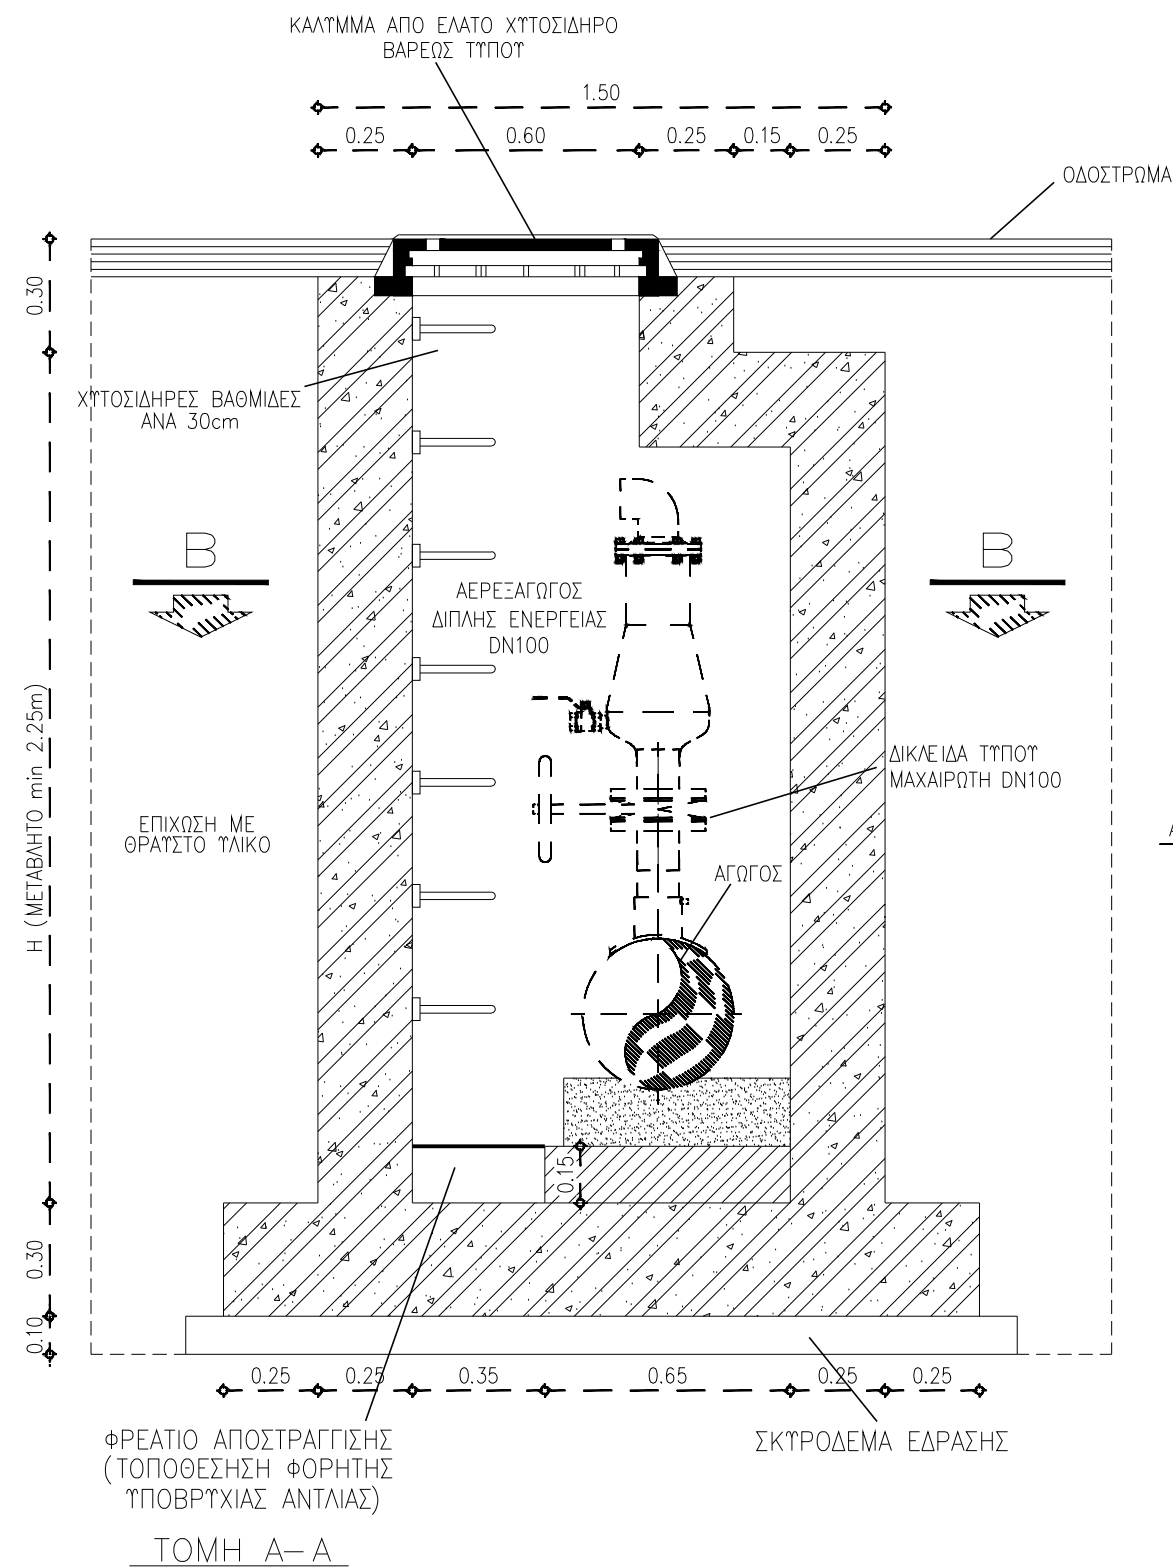 ΚΑΛΥΜΜΑ ΑΠΟ ΕΛΑΤΟ ΧΥΤΟΣΙΔΗΡΟ
ΒΑΡΕΩΣ ΤΥΠΟΥ
1.50
0.25 0.60 0.25 0.15 0.25
ΟΔΟΣΤΡΩΜΑ
0.30
ΧΥΤΟΣΙΔΗΡΕΣ ΒΑΘΜΙΔΕΣ
ΑΝΑ 30cm
Β Β
ΑΕΡΕΞΑΓΩΓΟΣ
ΔΙΠΛΗΣ ΕΝΕΡΓΕΙΑΣ
DN100
Η (ΜΕΤΑΒΛΗΤΟ min 2.25m)
ΔΙΚΛΕΙΔΑ ΤΥΠΟΥ
ΜΑΧΑΙΡΩΤΗ DN100
ΕΠΙΧΩΣΗ ΜΕ
ΘΡΑΥΣΤΟ ΥΛΙΚΟ
Α
ΑΓΩΓΟΣ
0.15
0.30
0.10
0.25 0.25 0.35 0.65 0.25 0.25
ΦΡΕΑΤΙΟ ΑΠΟΣΤΡΑΓΓΙΣΗΣ
(ΤΟΠΟΘΕΣΗΣΗ ΦΟΡΗΤΗΣ
ΥΠΟΒΡΥΧΙΑΣ ΑΝΤΛΙΑΣ)
ΣΚΥΡΟΔΕΜΑ ΕΔΡΑΣΗΣ
ΤΟΜΗ Α-Α